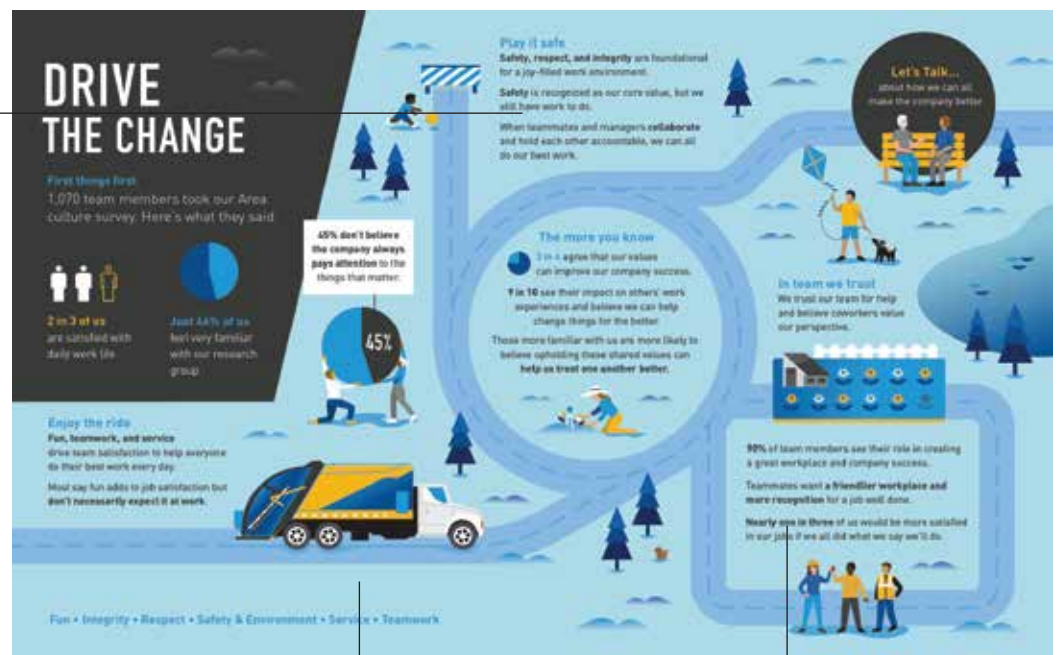 DRIVE
THE CHANGE
First things first
1,070 team members took our Area
culture survey. Here's what they said
2 in 3 of us
are satisfied with
daily work life
Just 46% of us
feel very familiar
with our research
group
45% don't believe
the company always
pays attention to the
things that matter.
45%
Enjoy the ride
Fun, teamwork, and service
drive team satisfaction to help everyone
do their best work every day.
Most say fun adds to job satisfaction but
don't necessarily expect it at work.
Play it safe
Safety, respect, and integrity are foundational
for a joy-filled work environment.
Safety is recognized as our core value, but we
still have work to do.
When teammates and managers collaborate
and hold each other accountable, we can all
do our best work.
The more you know
3 in 4 agree that our values
can improve our company success.
9 in 10 see their impact on others' work
experiences and believe we can help
change things for the better.
Those more familiar with us are more likely to
believe upholding these shared values can
help us treat one another better.
Let's Talk...
about how we can all
make the company better
In team we trust
We trust our team for help
and believe coworkers value
our perspective.
90% of team members see their role in creating
a great workplace and company success.
Teammates want a friendlier workplace and
more recognition for a job well done.
Nearly one in three of us would be more satisfied
in our jobs if we all did what we say we'll do.
Fun • Integrity • Respect • Safety & Environment • Service • Teamwork